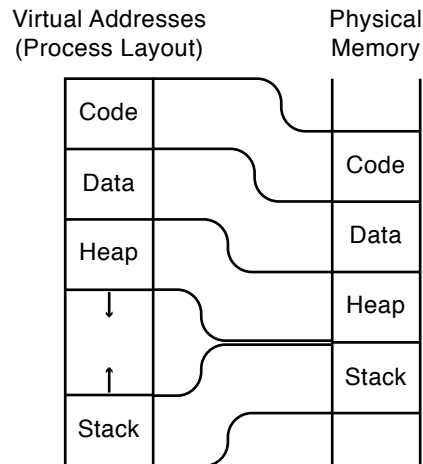 Virtual Addresses
(Process Layout)
Physical
Memory
Code
Data
Heap
Stack
Code
Data
Heap
Stack